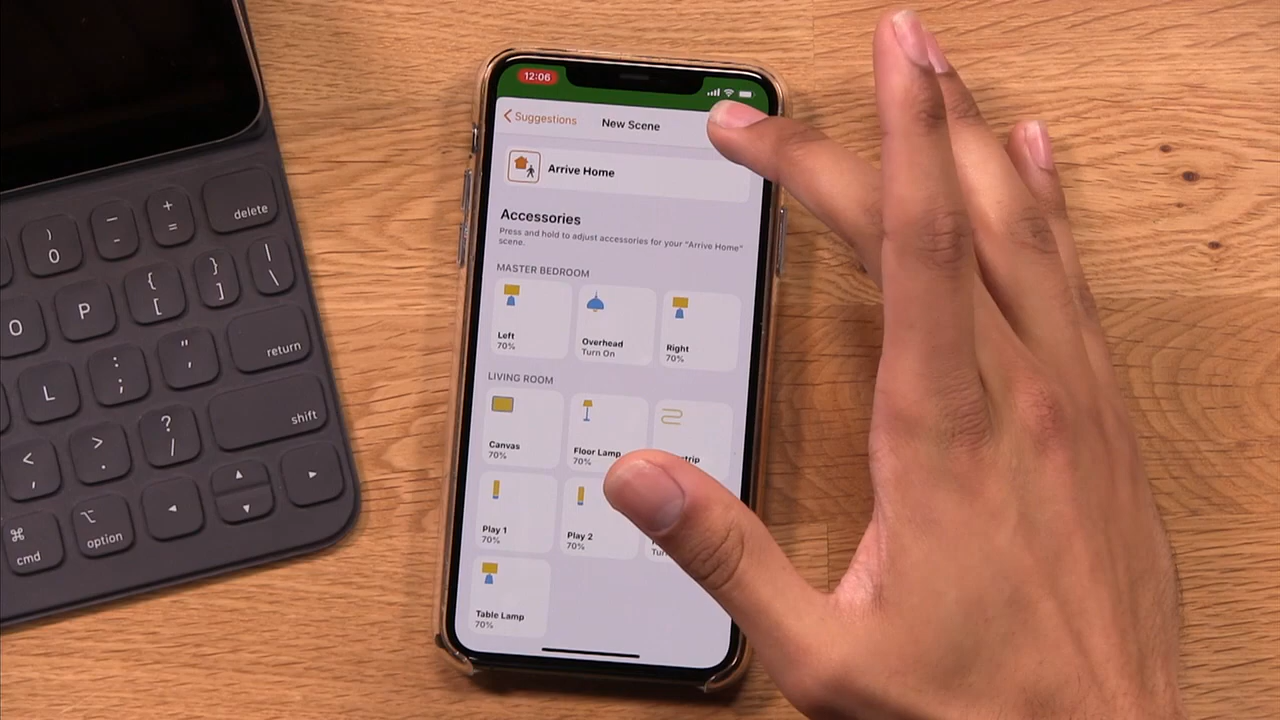 12:06
Suggestions
New Scene
Arrive Home
Accessories
Press and hold to adjust accessories for your "Arrive Home"
scene.
MASTER BEDROOM
Left
70%
Overhead
Turn On
Right
70%
LIVING ROOM
Canvas
70%
Floor Lamp
70%
Play 1
70%
Play 2
70%
Table Lamp
70%
)
0
_
-
+
=
delete
O
P
{
[
}
]
|
\
L
:
;
"
'
return
<
,
>
.
?
/
shift
⌘
cmd
⌥
option
◄
▲
▼
►